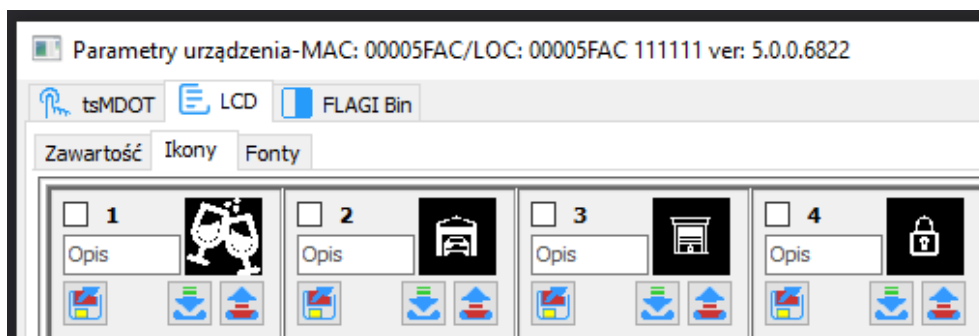 Parametry urządzenia-MAC: 00005FAC/LOC: 00005FAC 111111 ver: 5.0.0.6822
tsMDOT LCD FLAGI Bin
Zawartość Ikony Fonty
1 2 3 4
Opis Opis Opis Opis